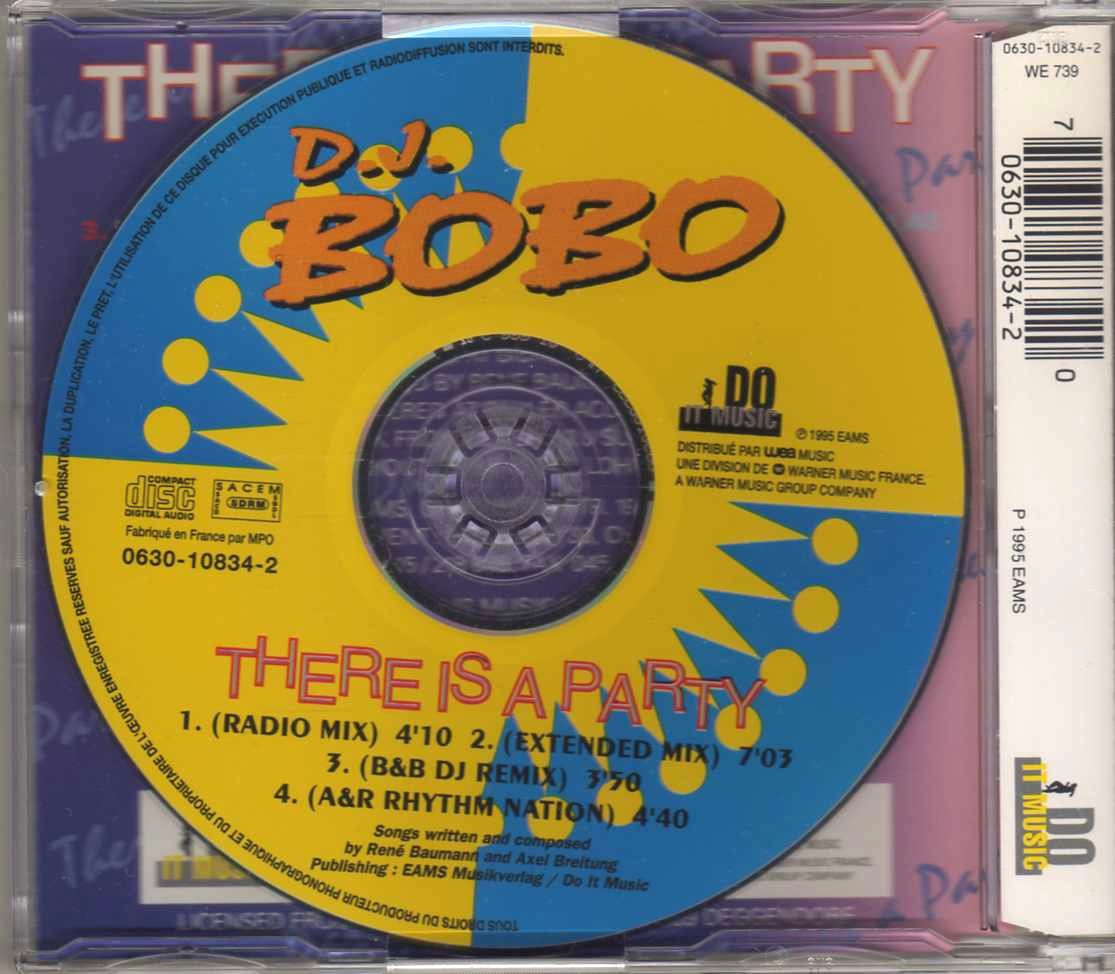 TOUS DROITS DU PRODUCTEUR PHONOGRAPHIQUE ET DU PROPRIETAIRE DE L'ŒUVRE ENREGISTREE RESERVES SAUF AUTORISATION, LA DUPLICATION, LE PRET, L'UTILISATION DE CE DISQUE POUR EXECUTION PUBLIQUE ET RADIODIFFUSION SONT INTERDITS.
D.J.
BOBO
DO
IT MUSIC
℗ 1995 EAMS
DISTRIBUÉ PAR wea MUSIC
UNE DIVISION DE WARNER MUSIC FRANCE.
A WARNER MUSIC GROUP COMPANY
COMPACT
disc
DIGITAL AUDIO
SACEM
SDRM
Fabriqué en France par MPO
0630-10834-2
THERE IS A PARTY
1. (RADIO MIX) 4'10 2. (EXTENDED MIX) 7'03
3. (B&B DJ REMIX) 3'50
4. (A&R RHYTHM NATION) 4'40
Songs written and composed
by René Baumann and Axel Breitung
Publishing : EAMS Musikverlag / Do It Music
IT MUSIC
DEGGENDORF
0630-10834-2
WE 739
7
0630-10834-2
0
P 1995 EAMS
DO
IT MUSIC